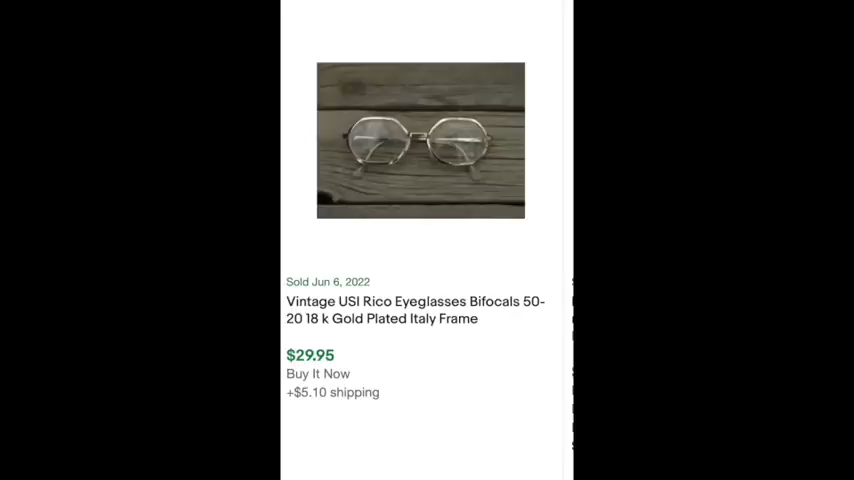 Sold Jun 6, 2022
Vintage USI Rico Eyeglasses Bifocals 50-
20 18 k Gold Plated Italy Frame
$29.95
Buy It Now
+$5.10 shipping